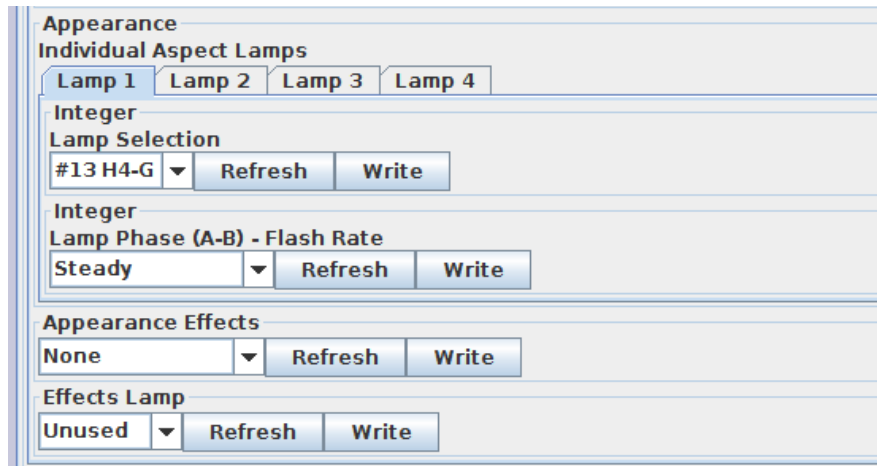 Appearance
Individual Aspect Lamps
Lamp 1 Lamp 2 Lamp 3 Lamp 4
Integer
Lamp Selection
#13 H4-G Refresh Write
Integer
Lamp Phase (A-B) - Flash Rate
Steady Refresh Write
Appearance Effects
None Refresh Write
Effects Lamp
Unused Refresh Write